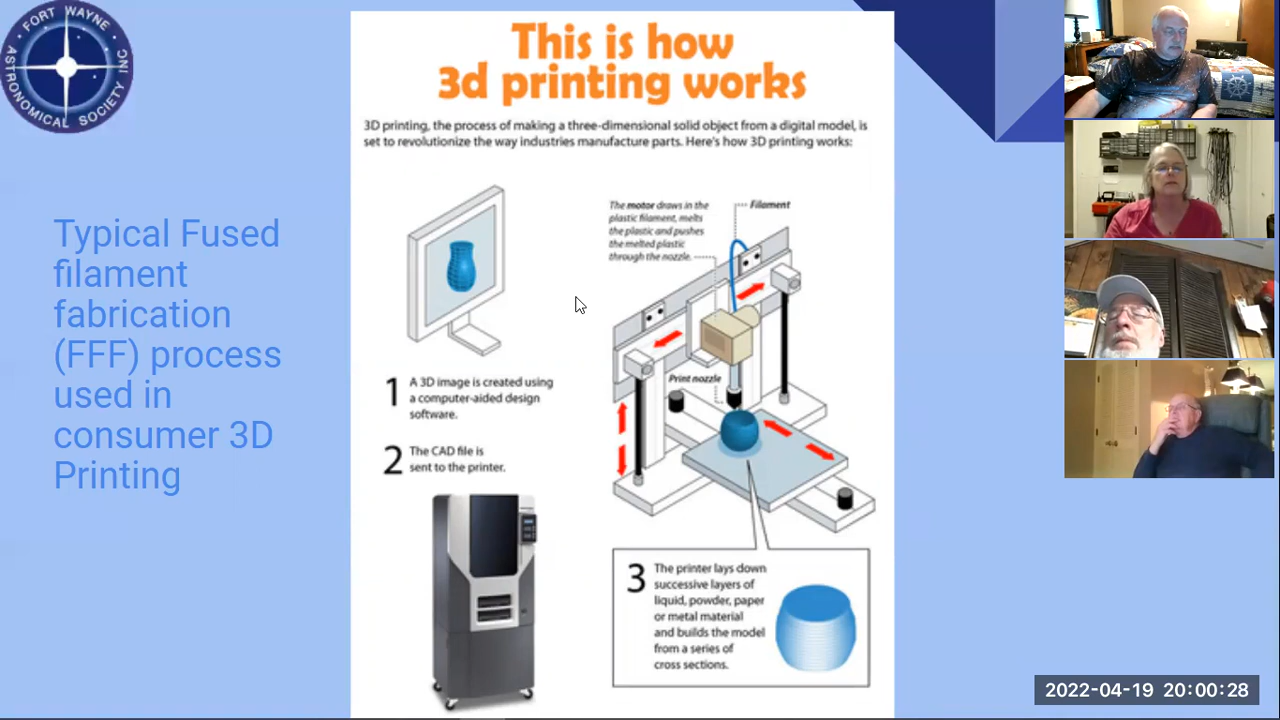 FORT WAYNE
ASTRONOMICAL SOCIETY INC
This is how
3d printing works
3D printing, the process of making a three-dimensional solid object from a digital model, is
set to revolutionize the way industries manufacture parts. Here's how 3D printing works:
Typical Fused
filament
fabrication
(FFF) process
used in
consumer 3D
Printing
The motor draws in the
plastic filament, melts
the plastic and pushes
the melted plastic
through the nozzle.
Filament
Print nozzle
1 A 3D image is created using
a computer-aided design
software.
2 The CAD file is
sent to the printer.
3 The printer lays down
successive layers of
liquid, powder, paper
or metal material
and builds the model
from a series of
cross sections.
2022-04-19 20:00:28